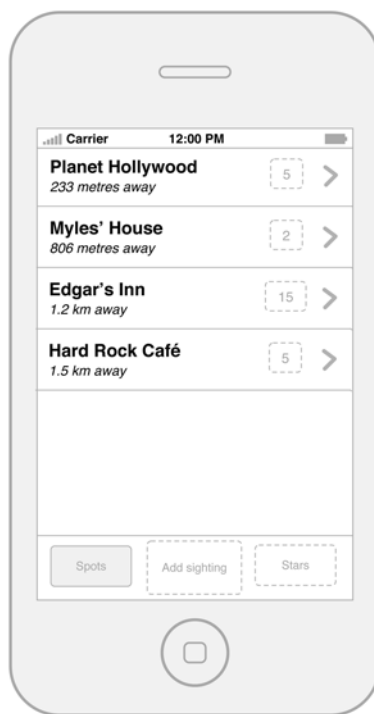 Carrier 12:00 PM
Planet Hollywood
233 metres away
5
Myles' House
806 metres away
2
Edgar's Inn
1.2 km away
15
Hard Rock Café
1.5 km away
5
Spots Add sighting Stars